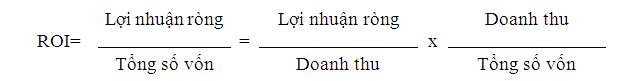 Lợi nhuận ròng Lợi nhuận ròng Doanh thu
ROI= = x
Tổng số vốn Doanh thu Tổng số vốn